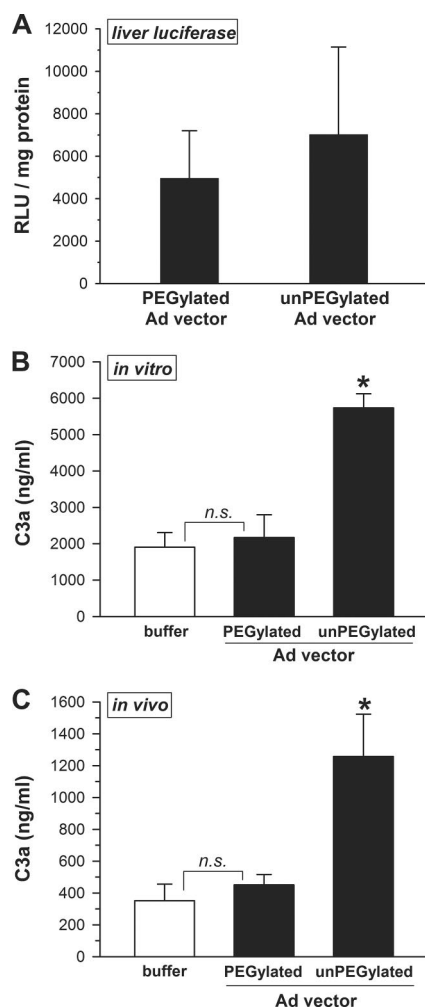 A
liver luciferase
12000
10000
8000
6000
4000
2000
0
RLU / mg protein
PEGylated
Ad vector
unPEGylated
Ad vector
B
in vitro
7000
6000
5000
4000
3000
2000
1000
0
C3a (ng/ml)
*
n.s.
buffer
PEGylated
unPEGylated
Ad vector
C
in vivo
1600
1400
1200
1000
800
600
400
200
0
C3a (ng/ml)
*
n.s.
buffer
PEGylated
unPEGylated
Ad vector